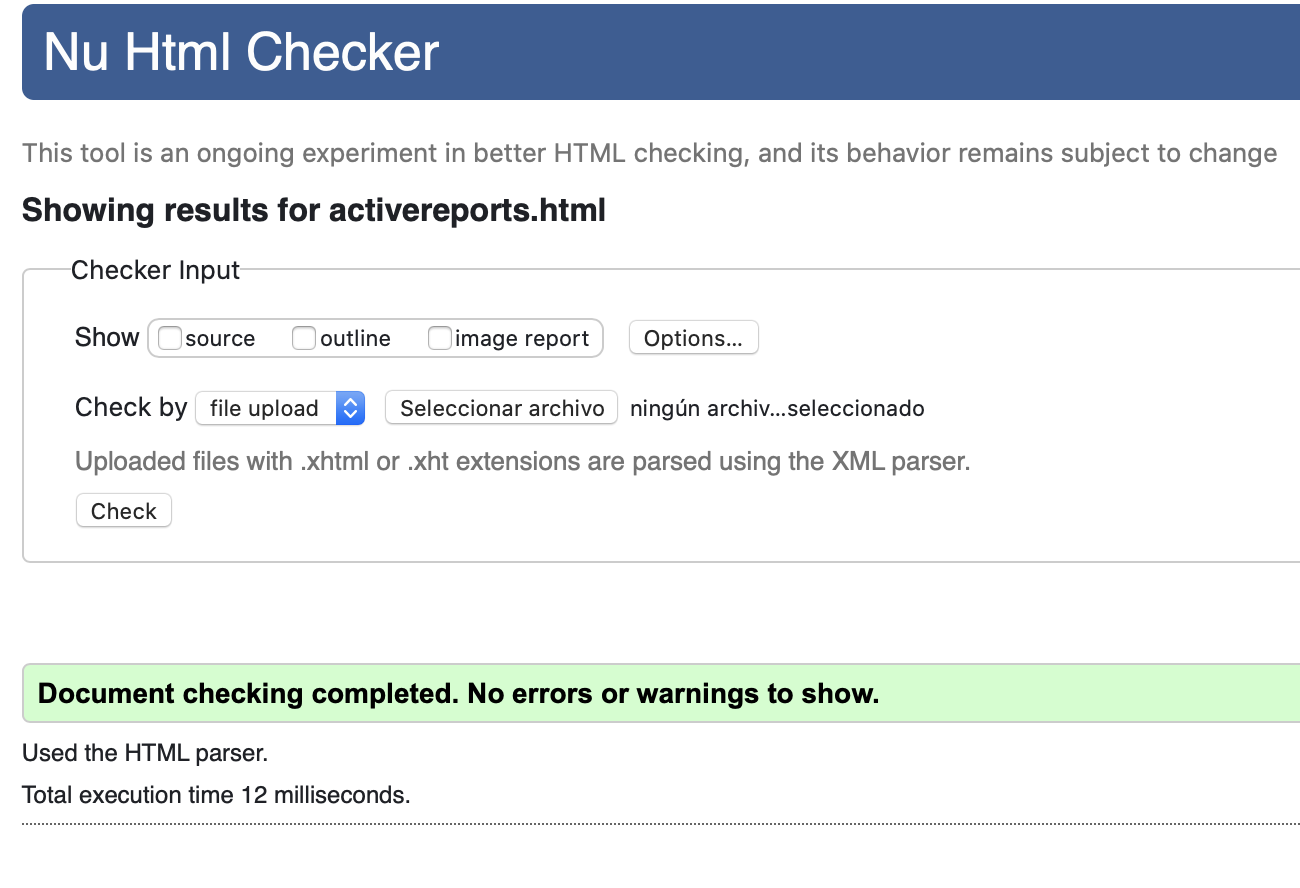 Nu Html Checker
This tool is an ongoing experiment in better HTML checking, and its behavior remains subject to change
Showing results for activereports.html
Checker Input
Show source outline image report Options...
Check by file upload Seleccionar archivo ningún archiv...seleccionado
Uploaded files with .xhtml or .xht extensions are parsed using the XML parser.
Check
Document checking completed. No errors or warnings to show.
Used the HTML parser.
Total execution time 12 milliseconds.